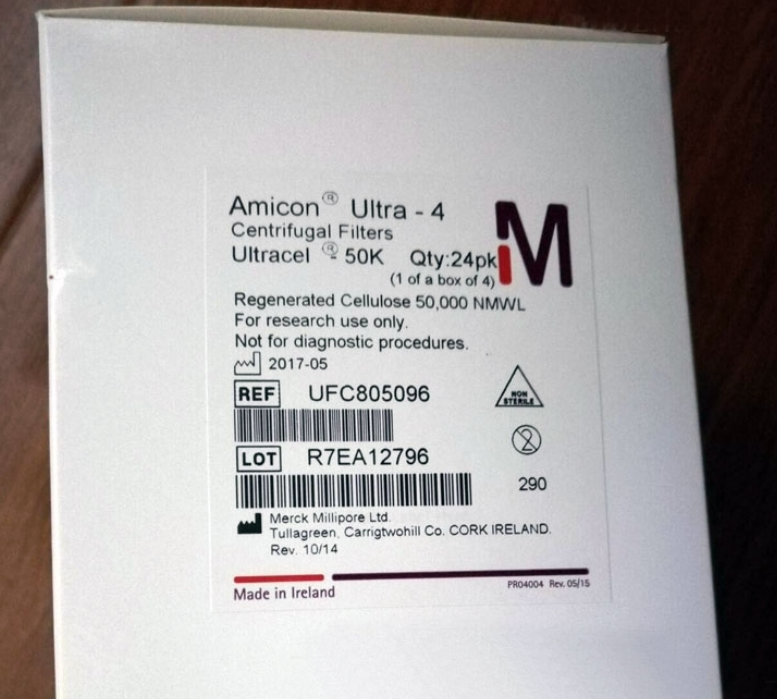 Amicon® Ultra - 4
Centrifugal Filters
Ultracel ® 50K Qty:24pk
(1 of a box of 4)
M
Regenerated Cellulose 50,000 NMWL
For research use only.
Not for diagnostic procedures.
2017-05
REF UFC805096
NON
STERILE
LOT R7EA12796
2
290
Merck Millipore Ltd.
Tullagreen, Carrigtwohill Co. CORK IRELAND.
Rev. 10/14
Made in Ireland
PR04004 Rev. 05/15